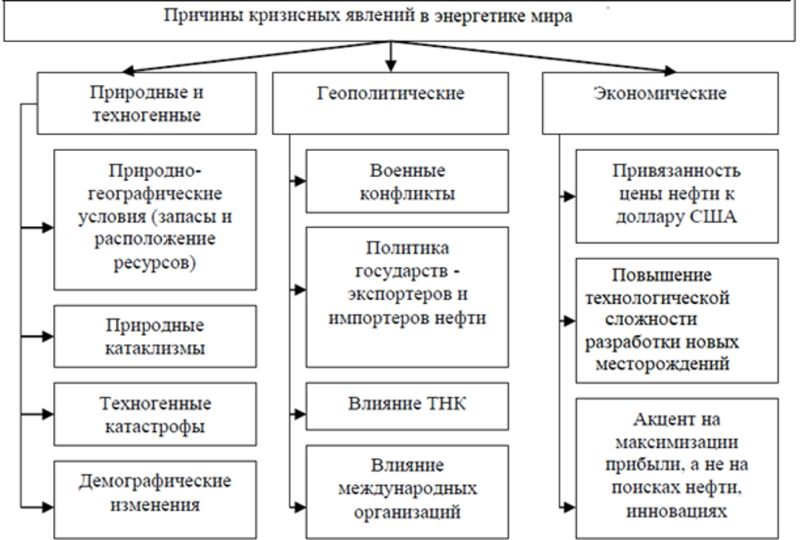 Причины кризисных явлений в энергетике мира
Природные и
техногенные
Природно-
географические
условия (запасы и
расположение
ресурсов)
Природные
катаклизмы
Техногенные
катастрофы
Демографические
изменения
Геополитические
Военные
конфликты
Политика
государств -
экспортеров и
импортеров нефти
Влияние ТНК
Влияние
международных
организаций
Экономические
Привязанность
цены нефти к
доллару США
Повышение
технологической
сложности
разработки новых
месторождений
Акцент на
максимизации
прибыли, а не на
поисках нефти,
инновациях